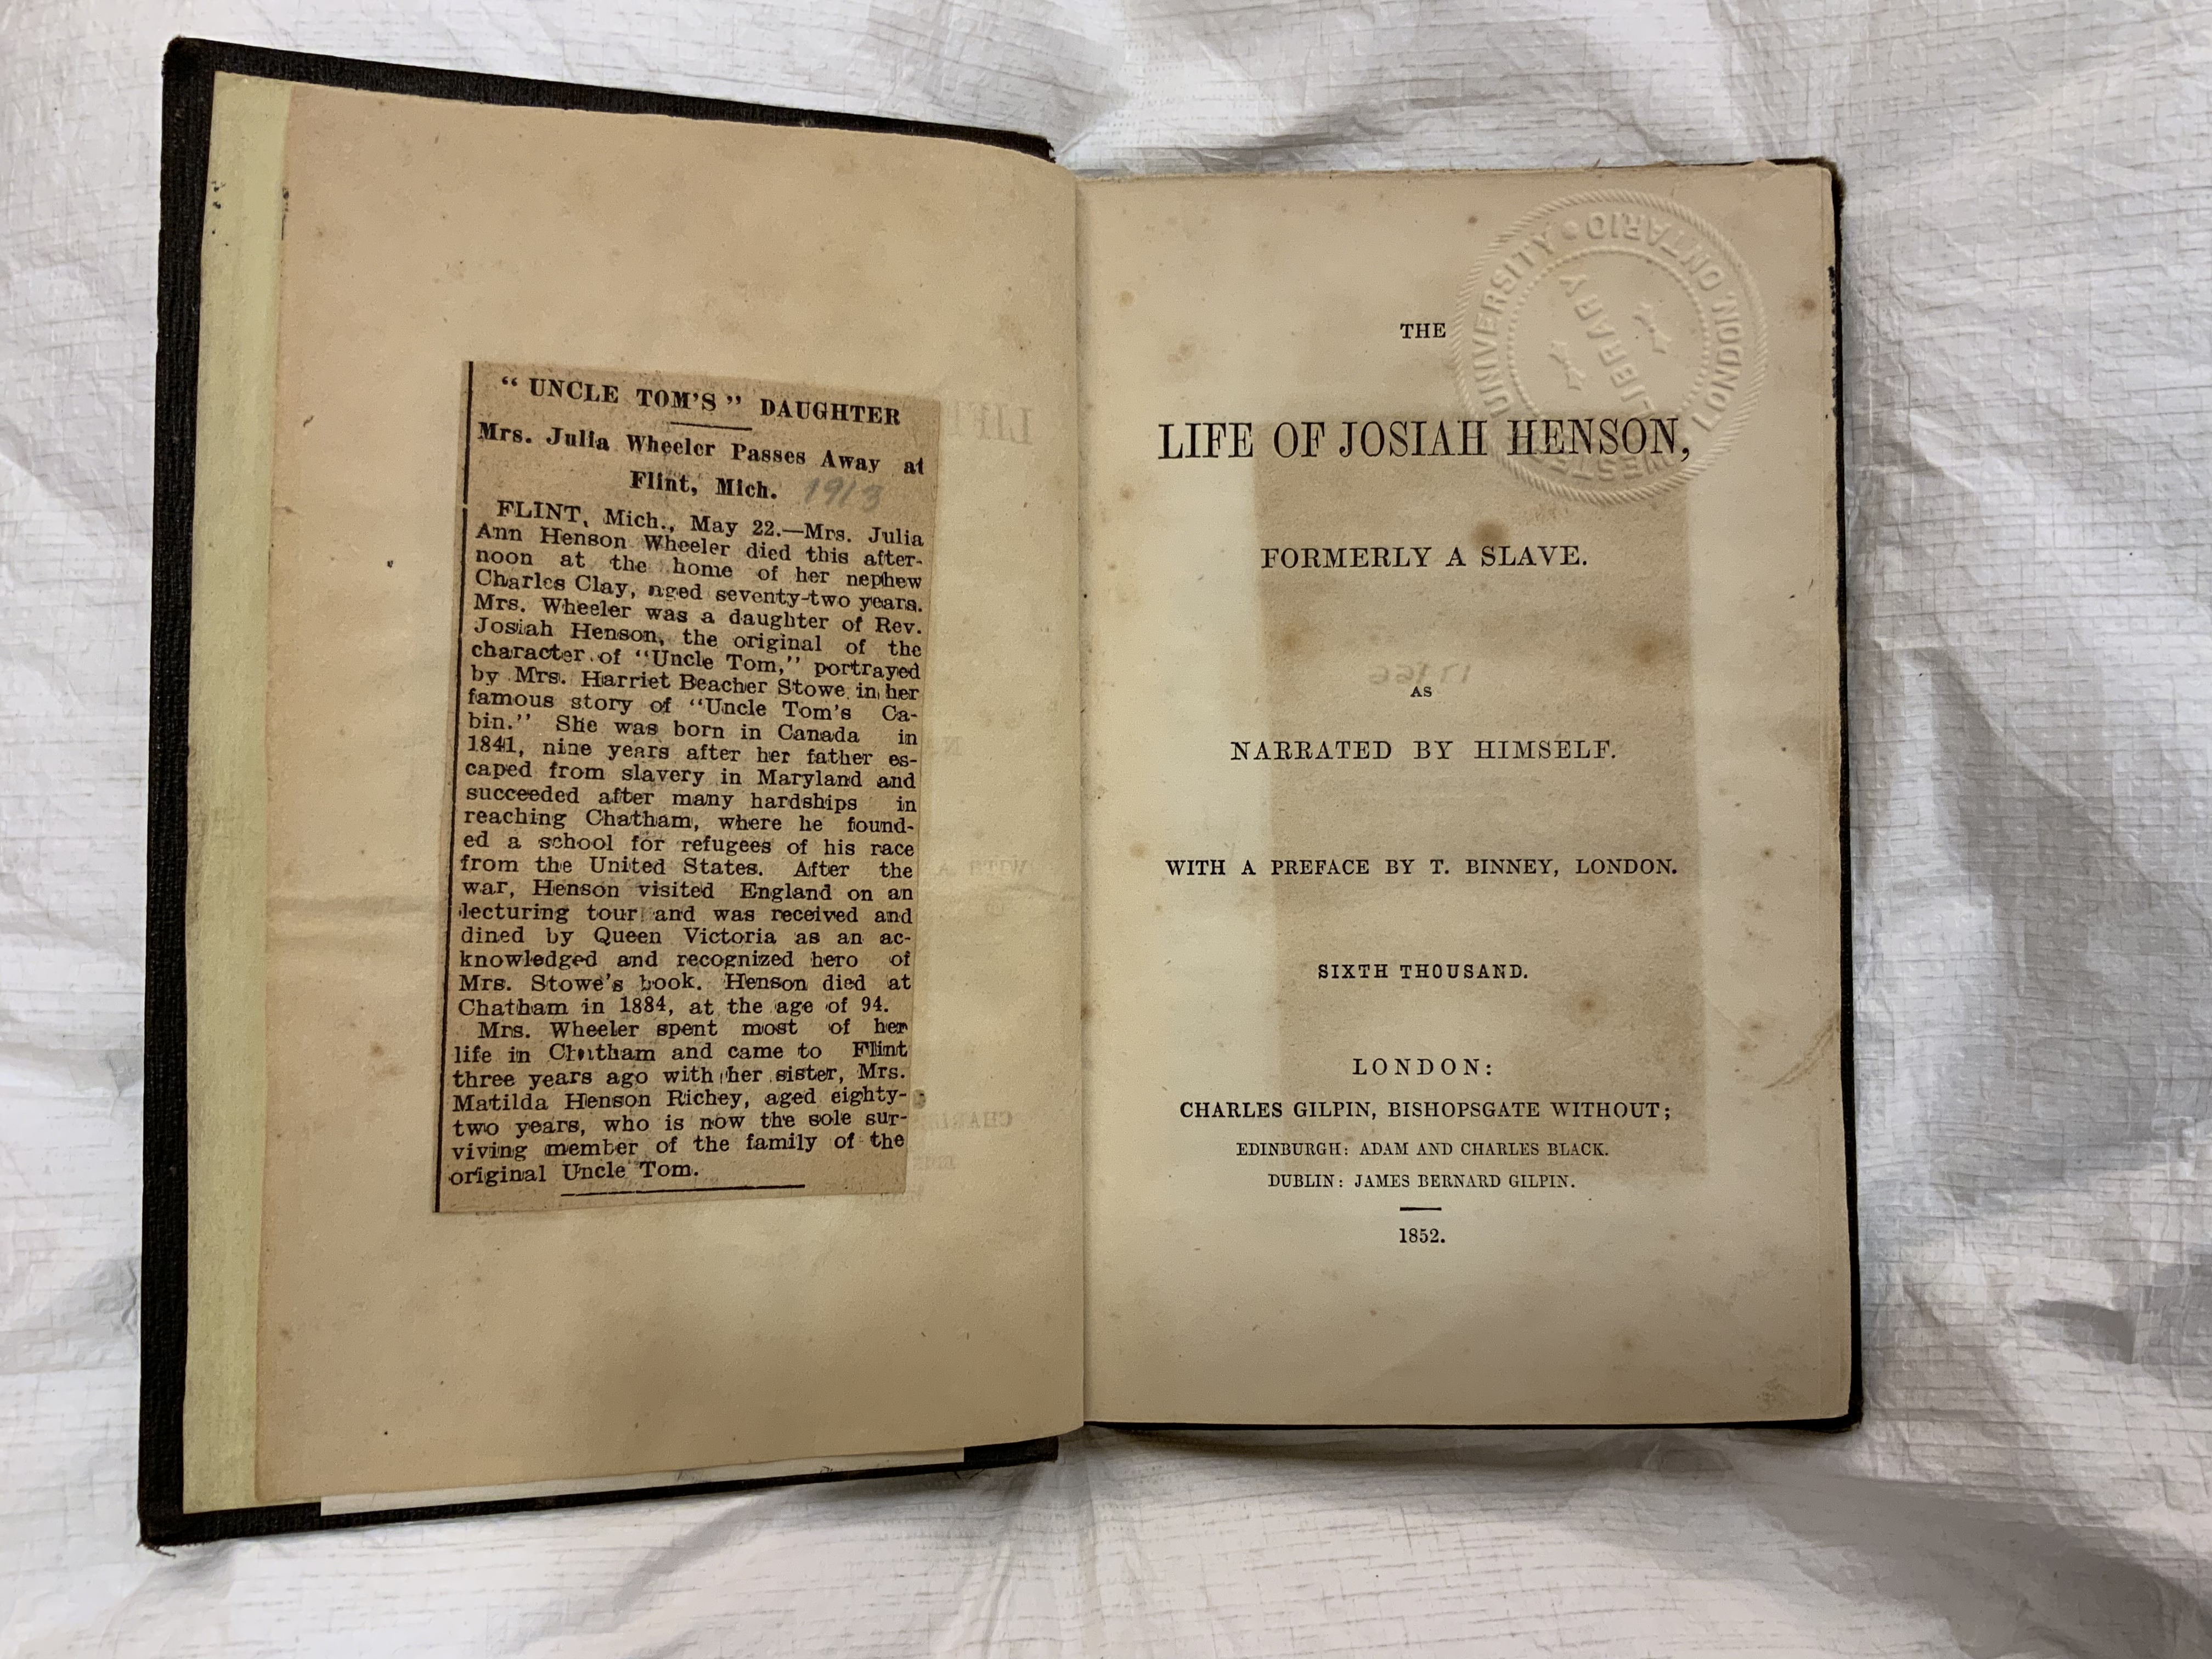 “ UNCLE TOM'S ” DAUGHTER
Mrs. Julia Wheeler Passes Away at
Flint, Mich. 1913
FLINT, Mich., May 22.—Mrs. Julia
Ann Henson Wheeler died this after-
noon at the home of her nephew
Charles Clay, aged seventy-two years.
Mrs. Wheeler was a daughter of Rev.
Josiah Henson, the original of the
character of “Uncle Tom,” portrayed
by Mrs. Harriet Beacher Stowe in her
famous story of “Uncle Tom's Ca-
bin.” She was born in Canada in
1841, nine years after her father es-
caped from slavery in Maryland and
succeeded after many hardships in
reaching Chatham, where he found-
ed a school for refugees of his race
from the United States. After the
war, Henson visited England on an
lecturing tour and was received and
dined by Queen Victoria as an ac-
knowledged and recognized hero of
Mrs. Stowe's book. Henson died at
Chatham in 1884, at the age of 94.
Mrs. Wheeler spent most of her
life in Chatham and came to Flint
three years ago with her sister, Mrs.
Matilda Henson Richey, aged eighty-
two years, who is now the sole sur-
viving member of the family of the
original Uncle Tom.
THE
LIFE OF JOSIAH HENSON,
FORMERLY A SLAVE.
AS
NARRATED BY HIMSELF.
WITH A PREFACE BY T. BINNEY, LONDON.
SIXTH THOUSAND.
LONDON:
CHARLES GILPIN, BISHOPSGATE WITHOUT;
EDINBURGH: ADAM AND CHARLES BLACK.
DUBLIN: JAMES BERNARD GILPIN.
1852.
UNIVERSITY • LONDON, ONTARIO
LIBRARY